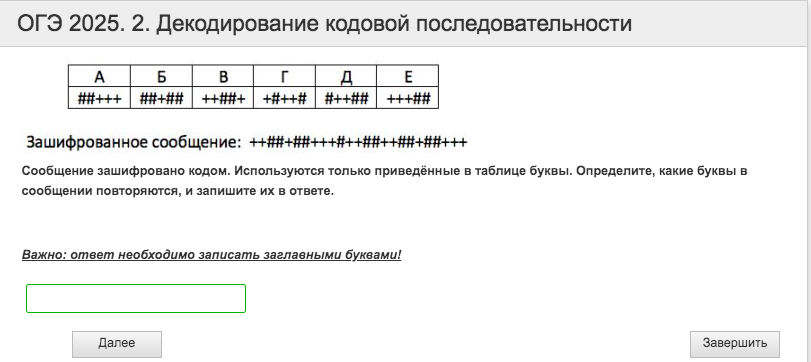 ОГЭ 2025. 2. Декодирование кодовой последовательности
А Б В Г Д Е
##+++ ##+## ++##+ +#++# #++## +++##
Зашифрованное сообщение: ++##+##+++#++##++##+##+++
Сообщение зашифровано кодом. Используются только приведённые в таблице буквы. Определите, какие буквы в
сообщении повторяются, и запишите их в ответе.
Важно: ответ необходимо записать заглавными буквами!
Далее Завершить